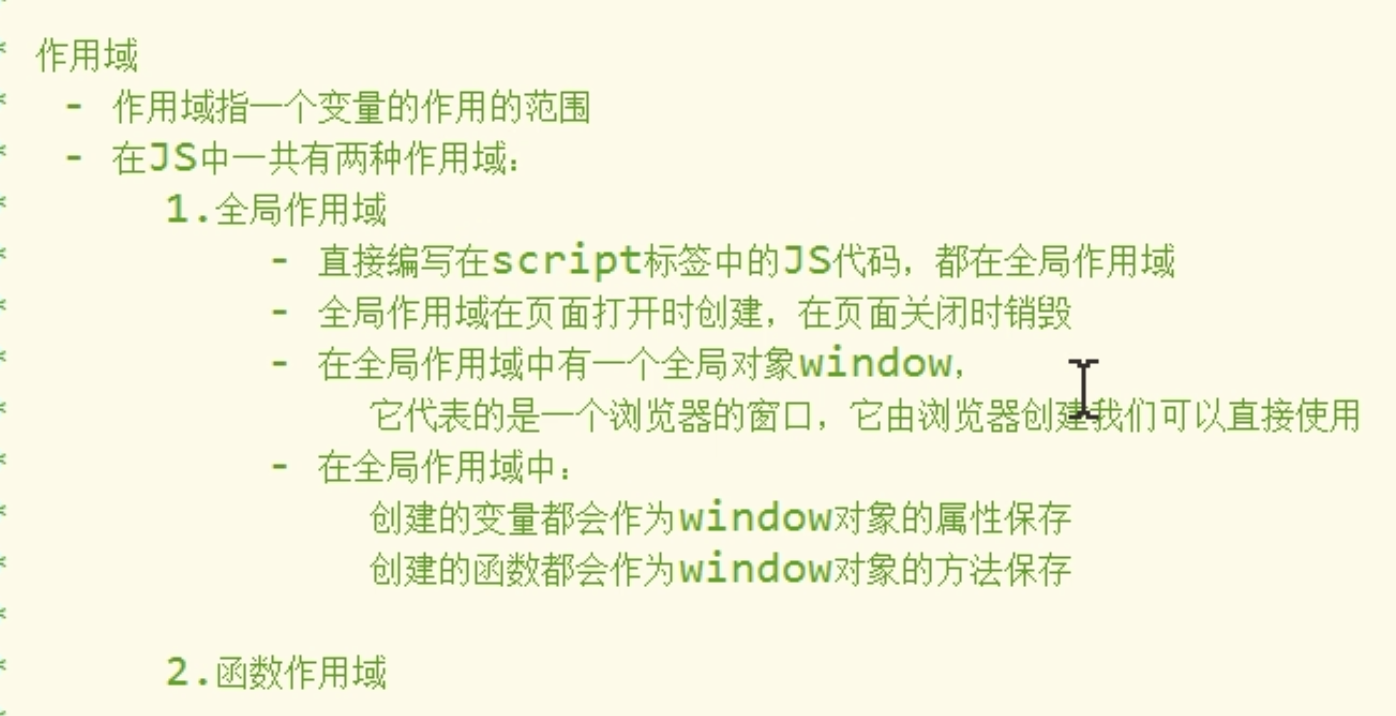 * 作用域
* - 作用域指一个变量的作用的范围
* - 在JS中一共有两种作用域：
* 1.全局作用域
* - 直接编写在script标签中的JS代码，都在全局作用域
* - 全局作用域在页面打开时创建，在页面关闭时销毁
* - 在全局作用域中有一个全局对象window，
* 它代表的是一个浏览器的窗口，它由浏览器创建我们可以直接使用
* - 在全局作用域中：
* 创建的变量都会作为window对象的属性保存
* 创建的函数都会作为window对象的方法保存
*
* 2.函数作用域